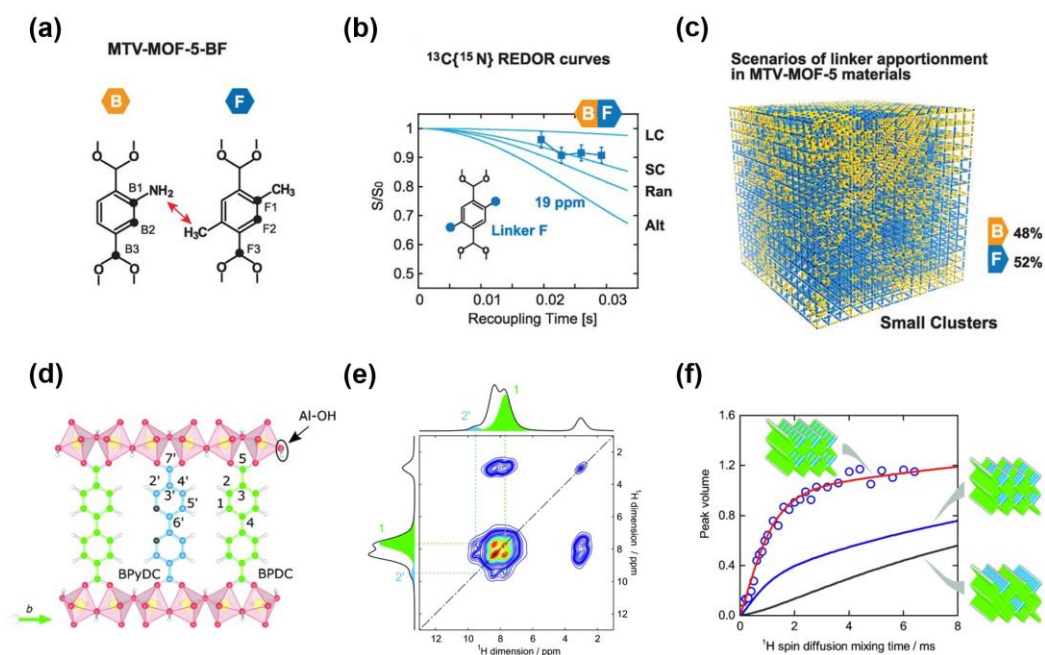 (a)
MTV-MOF-5-BF
B
F
B1
NH₂
B2
B3
CH₃
F1
H₃C
F2
F3
O
O
O
O
O
O
O
O
(b)
¹³C{¹⁵N} REDOR curves
B F
S/S₀
1
0.9
0.8
0.7
0.6
0.5
LC
SC
Ran
Alt
19 ppm
Linker F
0
0.01
0.02
0.03
Recoupling Time [s]
(c)
Scenarios of linker apportionment
in MTV-MOF-5 materials
B 48%
F 52%
Small Clusters
(d)
Al-OH
7'
5
2'
4'
2
3'
3
1
5'
6'
4
BPyDC
BPDC
b
(e)
1
2'
1
2'
2
4
6
8
10
12
¹H dimension / ppm
12
10
8
6
4
2
¹H dimension / ppm
(f)
Peak volume
1.6
1.2
0.8
0.4
0.0
0
2
4
6
8
¹H spin diffusion mixing time / ms